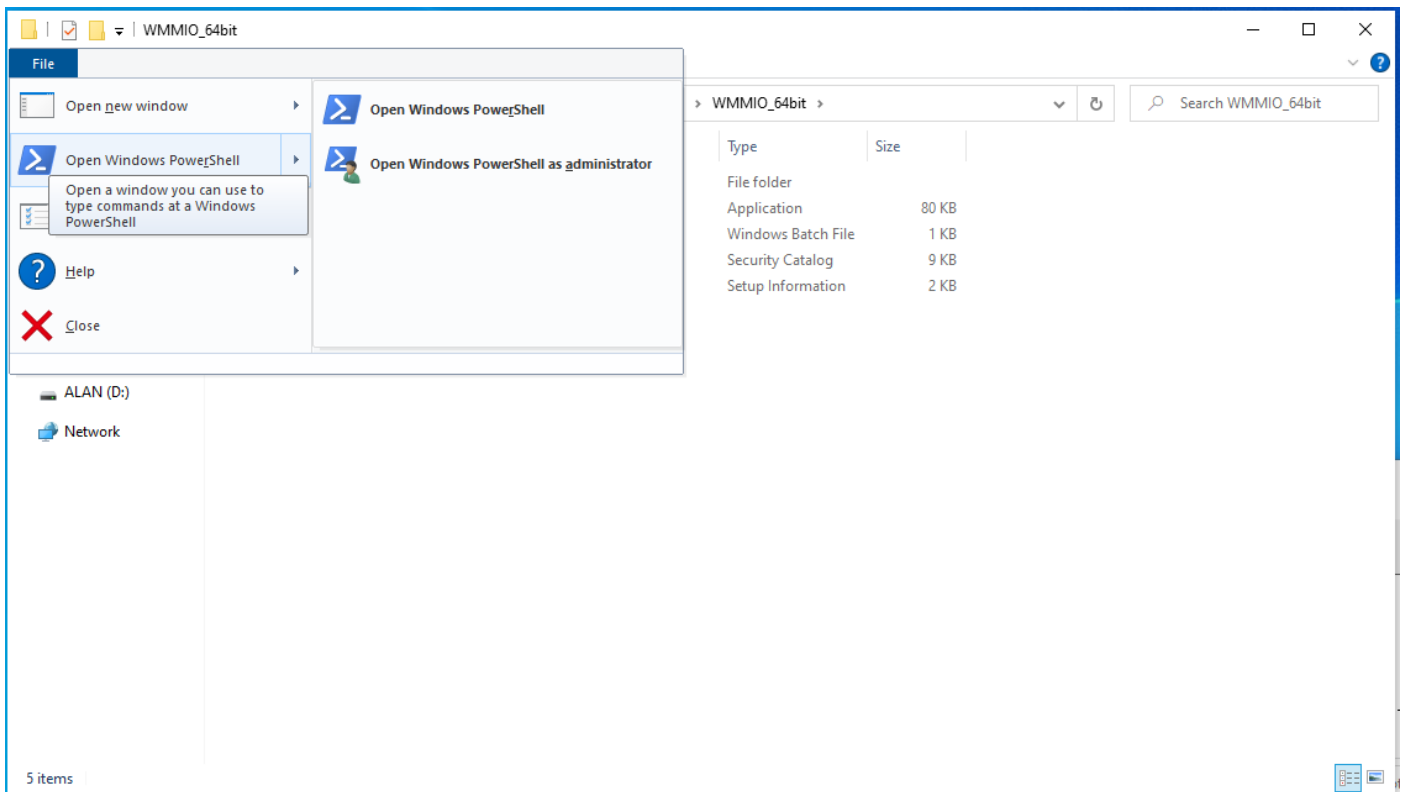 WMMIO_64bit
File
Open new window
Open Windows PowerShell
Open a window you can use to
type commands at a Windows
PowerShell
Help
Close
Open Windows PowerShell
Open Windows PowerShell as administrator
WMMIO_64bit
Search WMMIO_64bit
Type Size
File folder
Application 80 KB
Windows Batch File 1 KB
Security Catalog 9 KB
Setup Information 2 KB
ALAN (D:)
Network
5 items